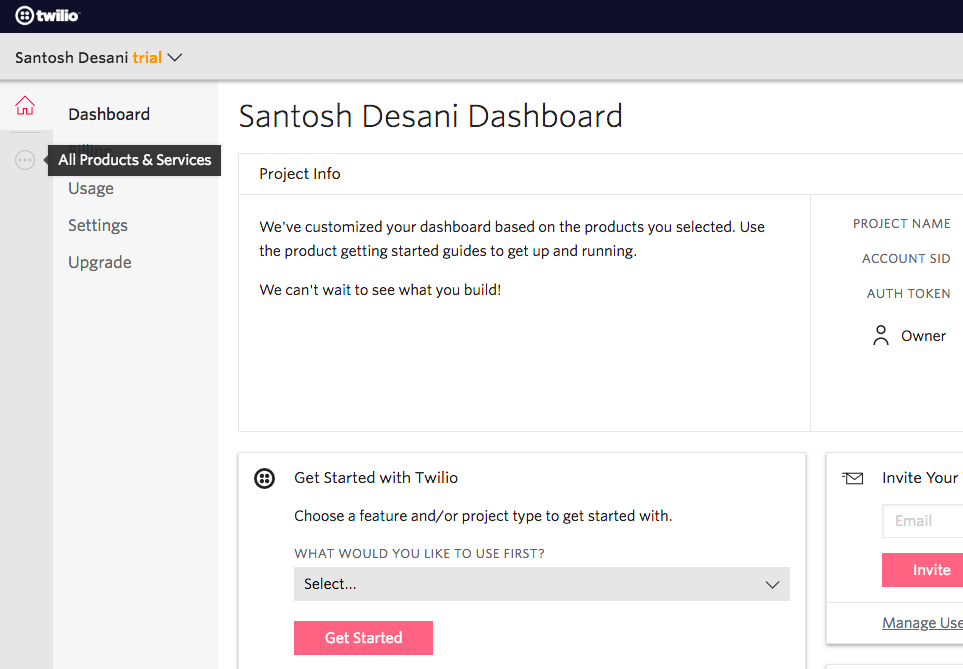 twilio
Santosh Desani trial
Dashboard
All Products & Services
Usage
Settings
Upgrade
Santosh Desani Dashboard
Project Info
We've customized your dashboard based on the products you selected. Use
the product getting started guides to get up and running.
We can't wait to see what you build!
PROJECT NAME
ACCOUNT SID
AUTH TOKEN
Owner
Get Started with Twilio
Choose a feature and/or project type to get started with.
WHAT WOULD YOU LIKE TO USE FIRST?
Select...
Get Started
Invite Your
Email
Invite
Manage Use